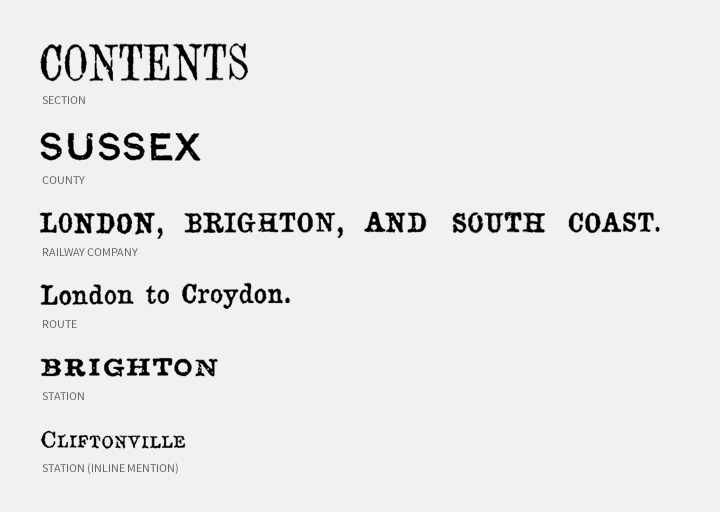 CONTENTS
SECTION
SUSSEX
COUNTY
LONDON, BRIGHTON, AND SOUTH COAST.
RAILWAY COMPANY
London to Croydon.
ROUTE
BRIGHTON
STATION
CLIFTONVILLE
STATION (INLINE MENTION)